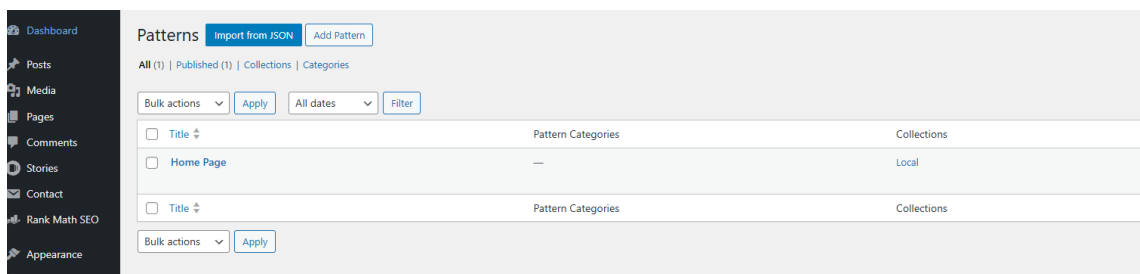 Dashboard
Posts
Media
Pages
Comments
Stories
Contact
Rank Math SEO
Appearance
Patterns Import from JSON Add Pattern
All (1) | Published (1) | Collections | Categories
Bulk actions Apply All dates Filter
Title Pattern Categories Collections
Home Page — Local
Title Pattern Categories Collections
Bulk actions Apply